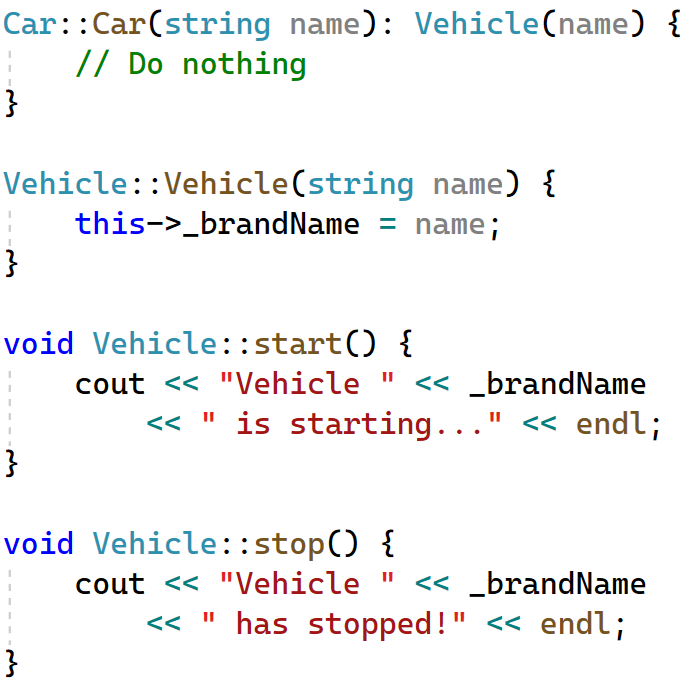 Car::Car(string name): Vehicle(name) {
    // Do nothing
}

Vehicle::Vehicle(string name) {
    this->_brandName = name;
}

void Vehicle::start() {
    cout << "Vehicle " << _brandName
        << " is starting..." << endl;
}

void Vehicle::stop() {
    cout << "Vehicle " << _brandName
        << " has stopped!" << endl;
}